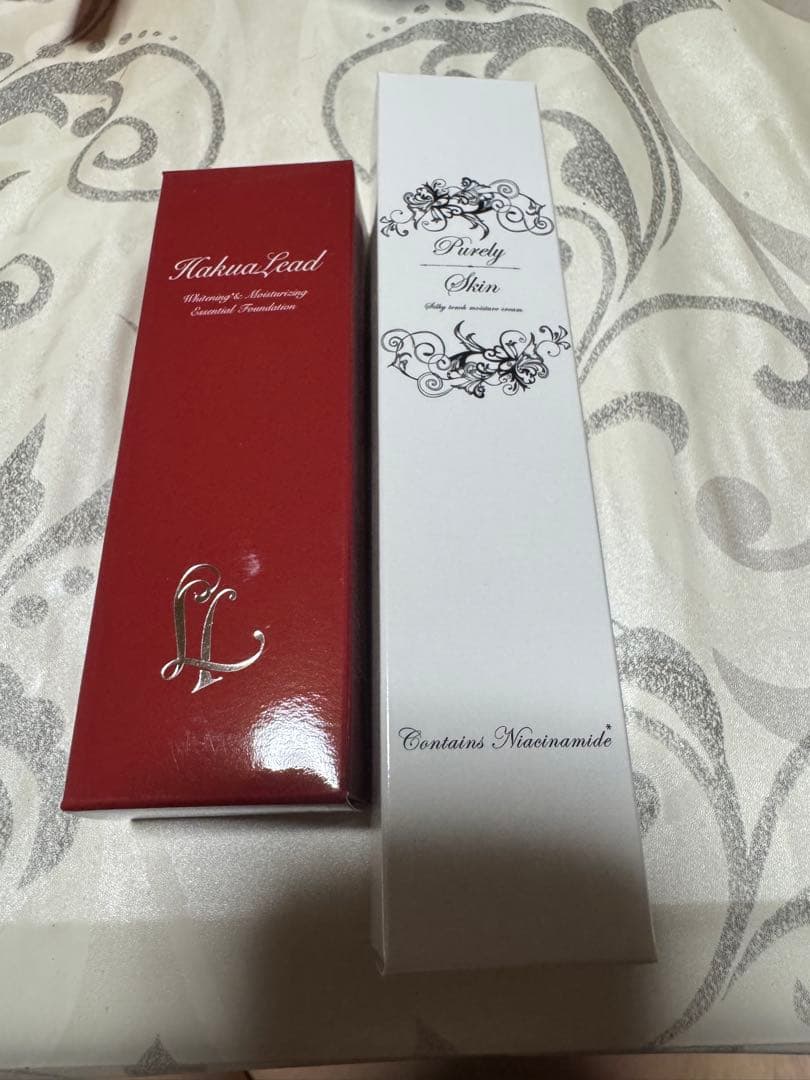 HakuaLead
Whitening*& Moisturizing
Essential Foundation
Purely
Skin
Silky touch moisture cream
Contains Niacinamide*